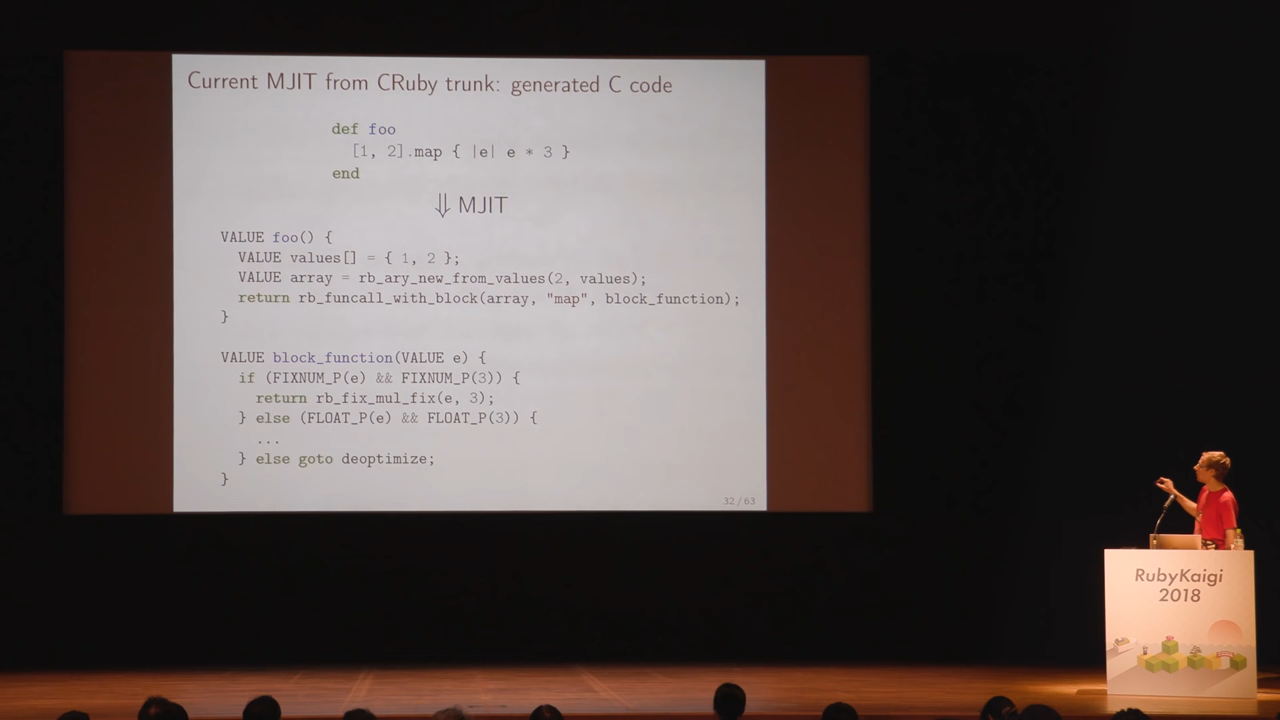 Current MJIT from CRuby trunk: generated C code
def foo
[1, 2].map { |e| e * 3 }
end
⇓ MJIT
VALUE foo() {
VALUE values[] = { 1, 2 };
VALUE array = rb_ary_new_from_values(2, values);
return rb_funcall_with_block(array, "map", block_function);
}
VALUE block_function(VALUE e) {
if (FIXNUM_P(e) && FIXNUM_P(3)) {
return rb_fix_mul_fix(e, 3);
} else (FLOAT_P(e) && FLOAT_P(3)) {
...
} else goto deoptimize;
}
32 / 63
RubyKaigi
2018